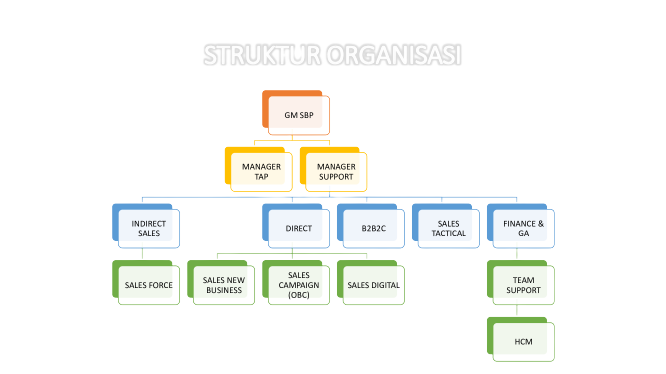 STRUKTUR ORGANISASI
GM SBP
MANAGER
TAP
MANAGER
SUPPORT
INDIRECT
SALES
DIRECT
B2B2C
SALES
TACTICAL
FINANCE &
GA
SALES FORCE
SALES NEW
BUSINESS
SALES
CAMPAIGN
(OBC)
SALES DIGITAL
TEAM
SUPPORT
HCM